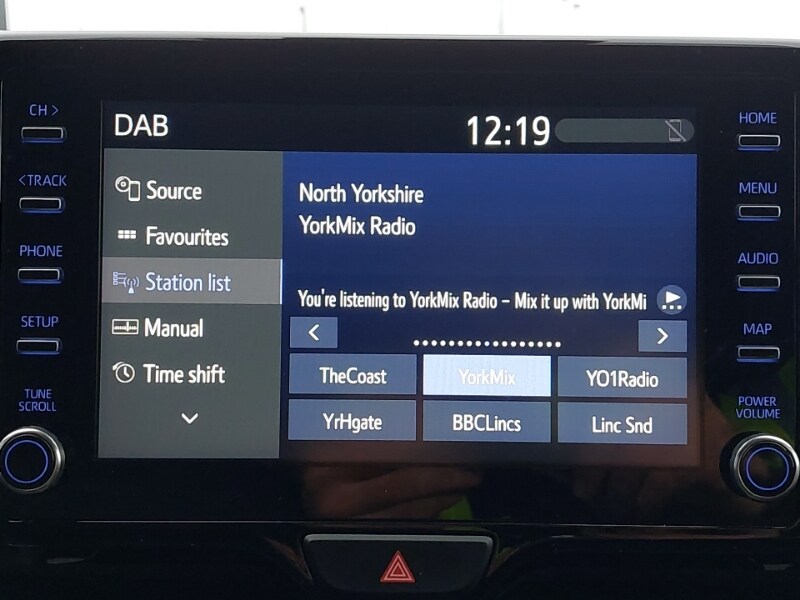 CH >
<TRACK
PHONE
SETUP
TUNE
SCROLL
DAB
12:19
Source
Favourites
Station list
Manual
Time shift
North Yorkshire
YorkMix Radio
You're listening to YorkMix Radio – Mix it up with YorkMi
<
>
TheCoast
YorkMix
YO1Radio
YrHgate
BBCLincs
Linc Snd
HOME
MENU
AUDIO
MAP
POWER
VOLUME